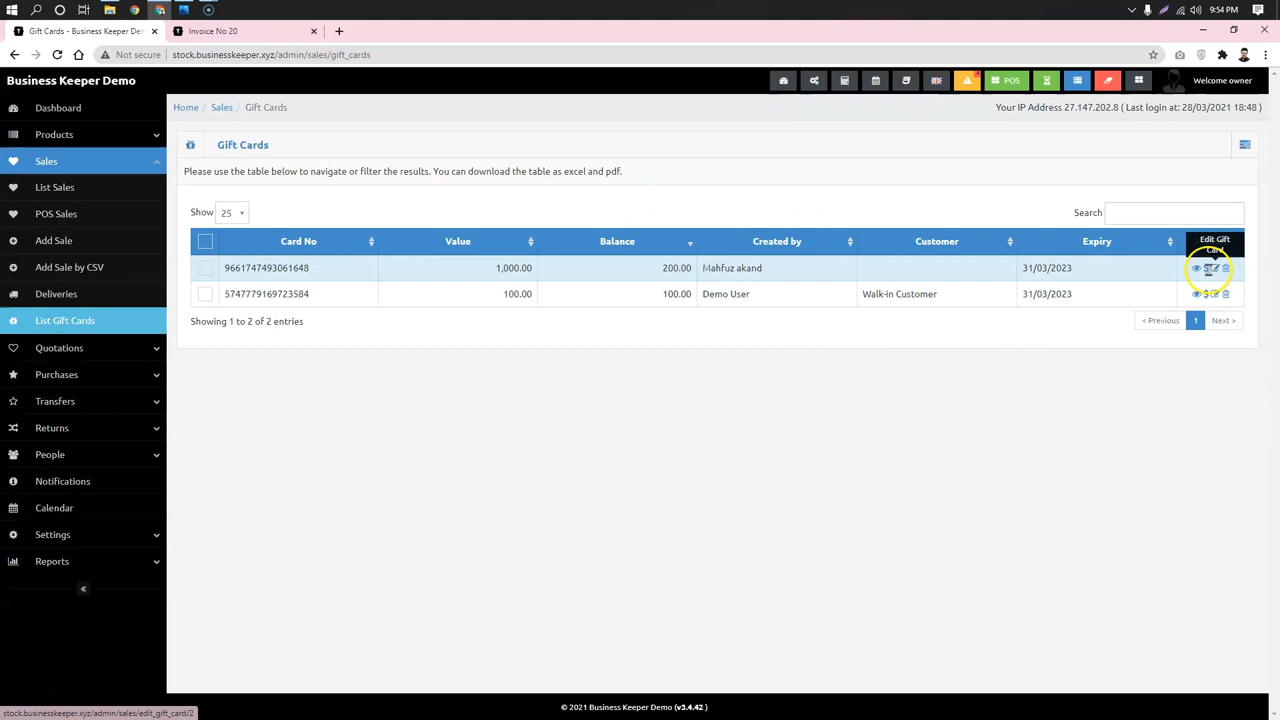 9:54 PM
Gift Cards - Business Keeper Demo
Invoice No 20
Not secure
stock.businesskeeper.xyz/admin/sales/gift_cards
Business Keeper Demo
POS
Welcome owner
Dashboard
Products
Sales
List Sales
POS Sales
Add Sale
Add Sale by CSV
Deliveries
List Gift Cards
Quotations
Purchases
Transfers
Returns
People
Notifications
Calendar
Settings
Reports
Home / Sales / Gift Cards
Your IP Address 27.147.202.8 ( Last login at: 28/03/2021 18:48 )
Gift Cards
Please use the table below to navigate or filter the results. You can download the table as excel and pdf.
Show 25
Search
Card No Value Balance Created by Customer Expiry
Edit Gift
Card
9661747493061648 1,000.00 200.00 Mahfuz akand 31/03/2023
5747779169723584 100.00 100.00 Demo User Walk-in Customer 31/03/2023
Showing 1 to 2 of 2 entries
< Previous 1 Next >
© 2021 Business Keeper Demo (v3.4.42 )
stock.businesskeeper.xyz/admin/sales/edit_gift_card/2